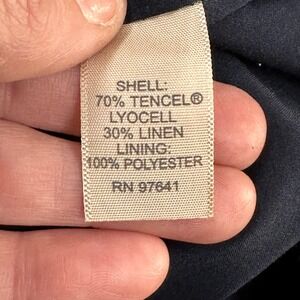 SHELL:
70% TENCEL®
LYOCELL
30% LINEN
LINING:
100% POLYESTER
RN 97641